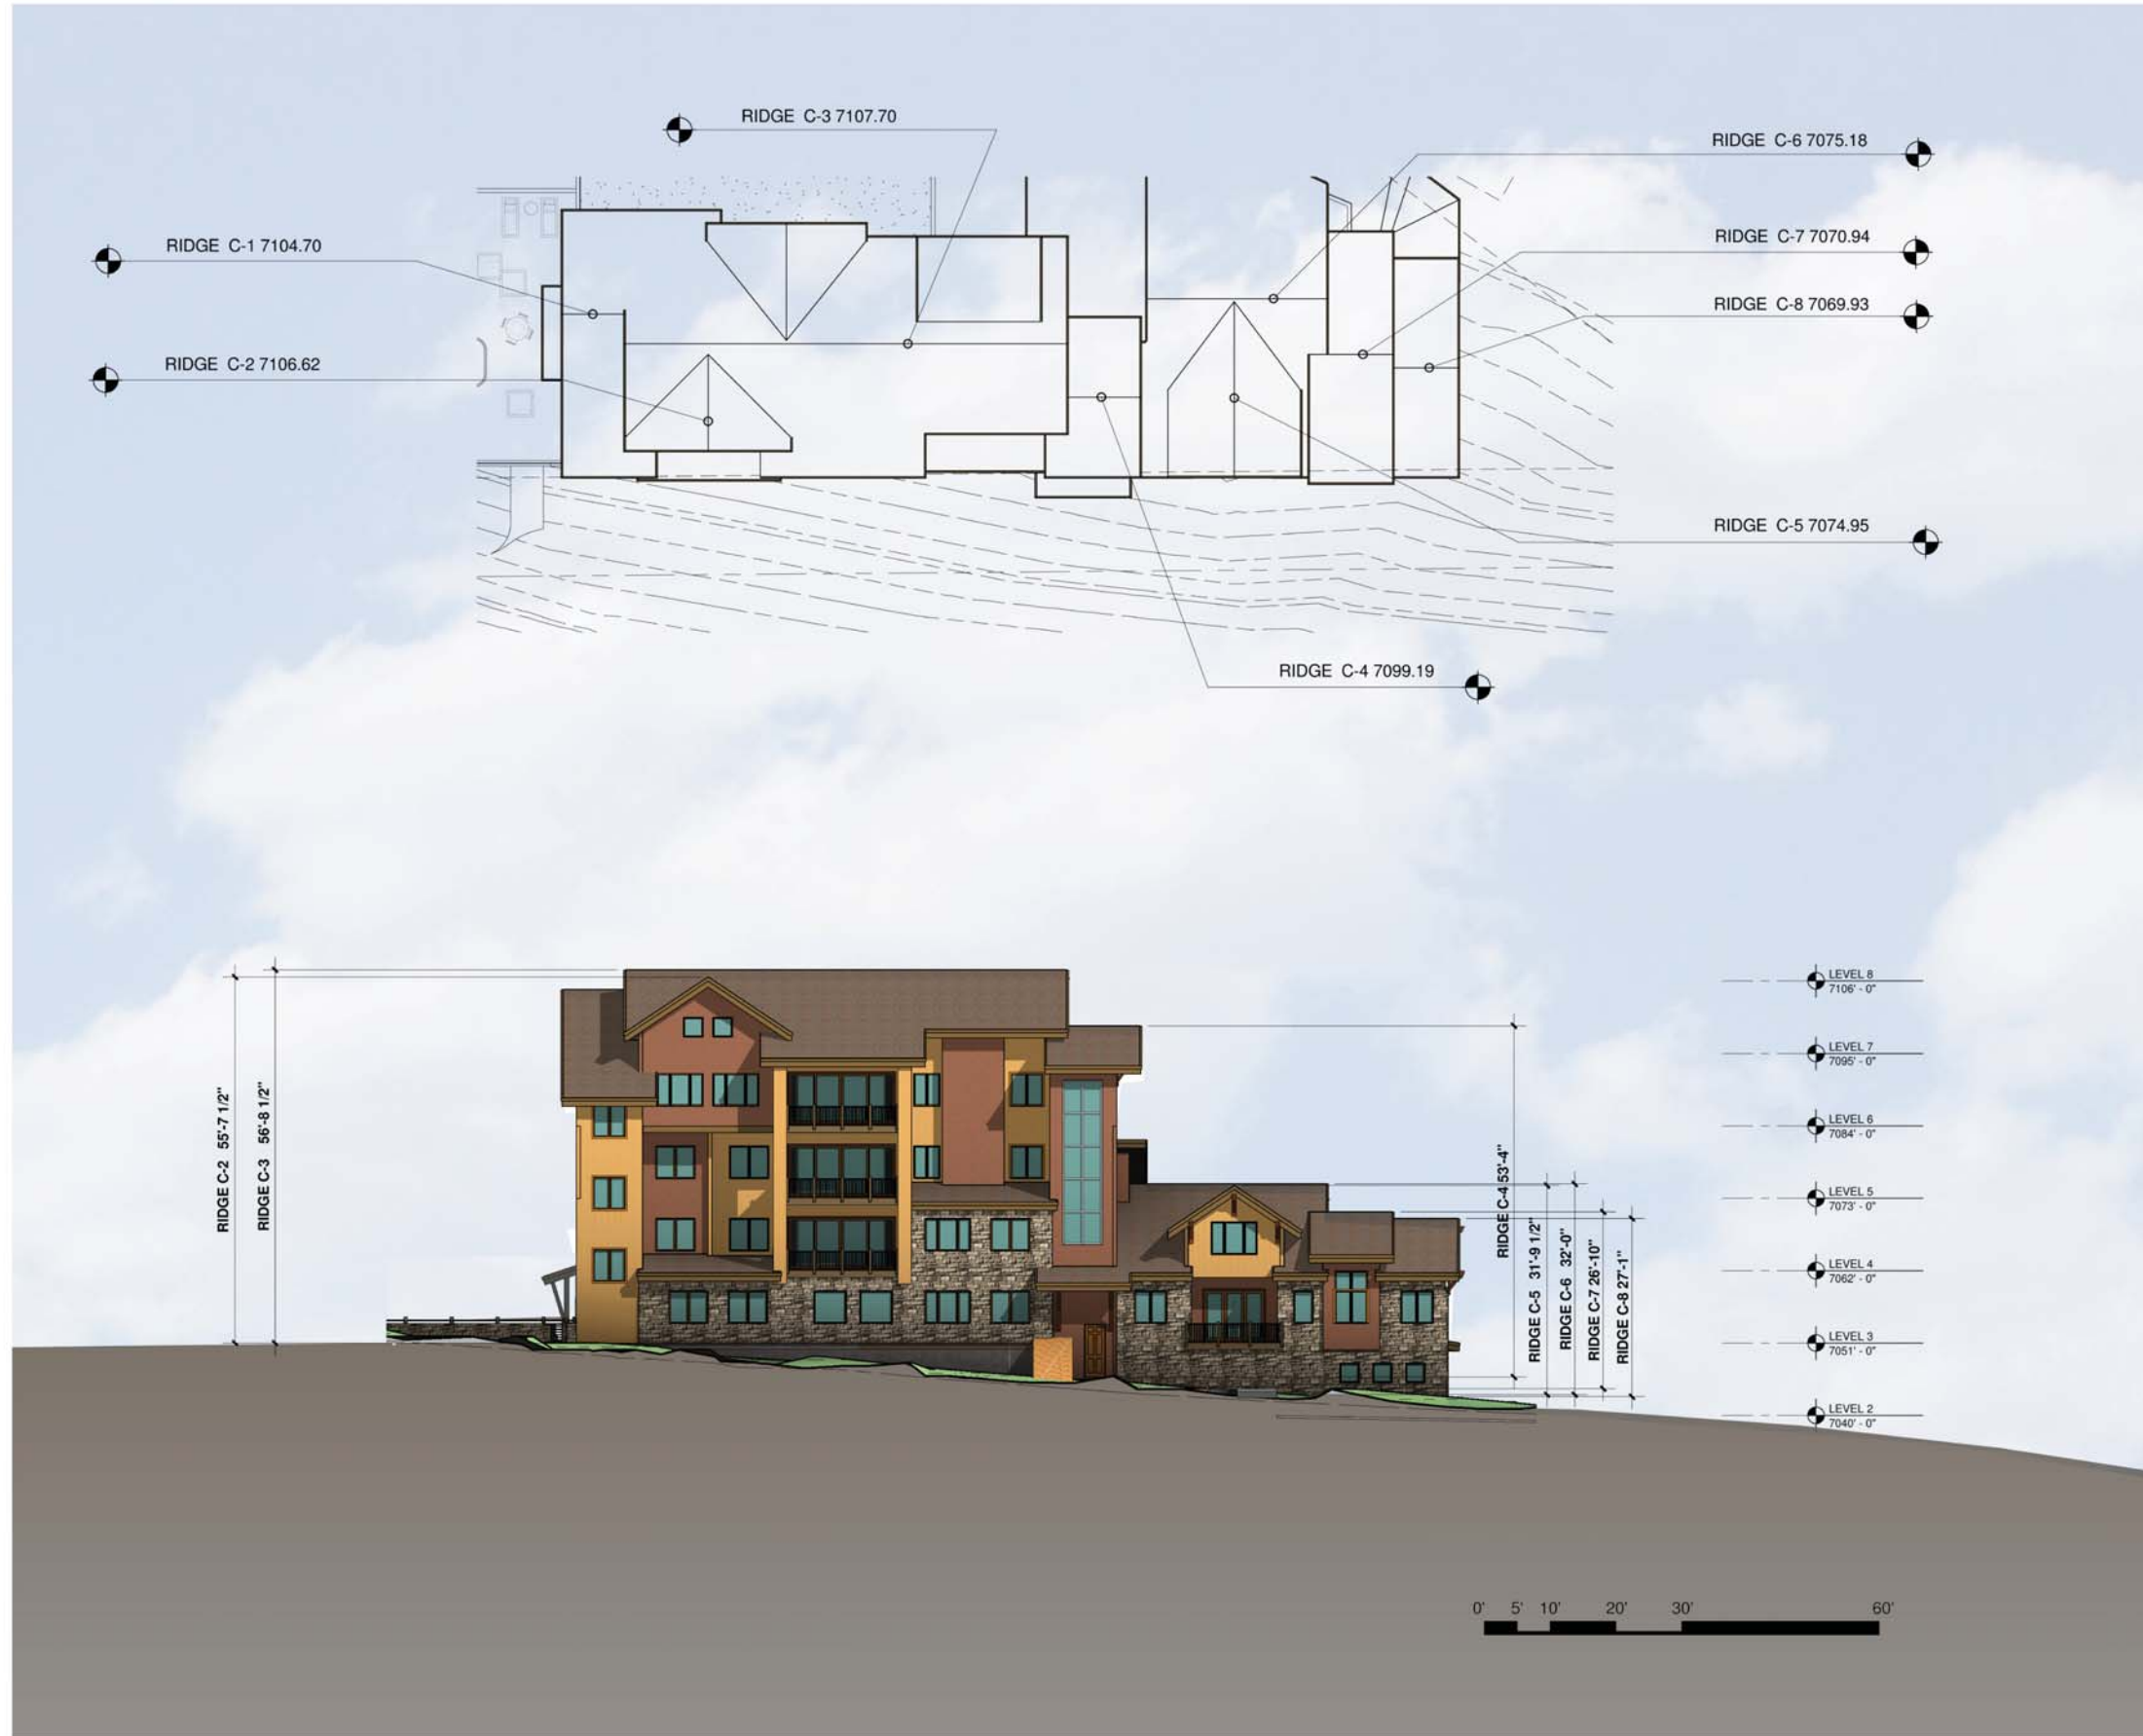 RIDGE C-3 7107.70
RIDGE C-6 7075.18
RIDGE C-1 7104.70
RIDGE C-7 7070.94
RIDGE C-8 7069.93
RIDGE C-2 7106.62
RIDGE C-5 7074.95
RIDGE C-4 7099.19
RIDGE C-2 55'-7 1/2"
RIDGE C-3 56'-8 1/2"
RIDGE C-4 53'-4"
RIDGE C-5 31'-9 1/2"
RIDGE C-6 32'-0"
RIDGE C-7 26'-10"
RIDGE C-8 27'-1"
LEVEL 8
7106' - 0"
LEVEL 7
7095' - 0"
LEVEL 6
7084' - 0"
LEVEL 5
7073' - 0"
LEVEL 4
7062' - 0"
LEVEL 3
7051' - 0"
LEVEL 2
7040' - 0"
0' 5' 10' 20' 30' 60'